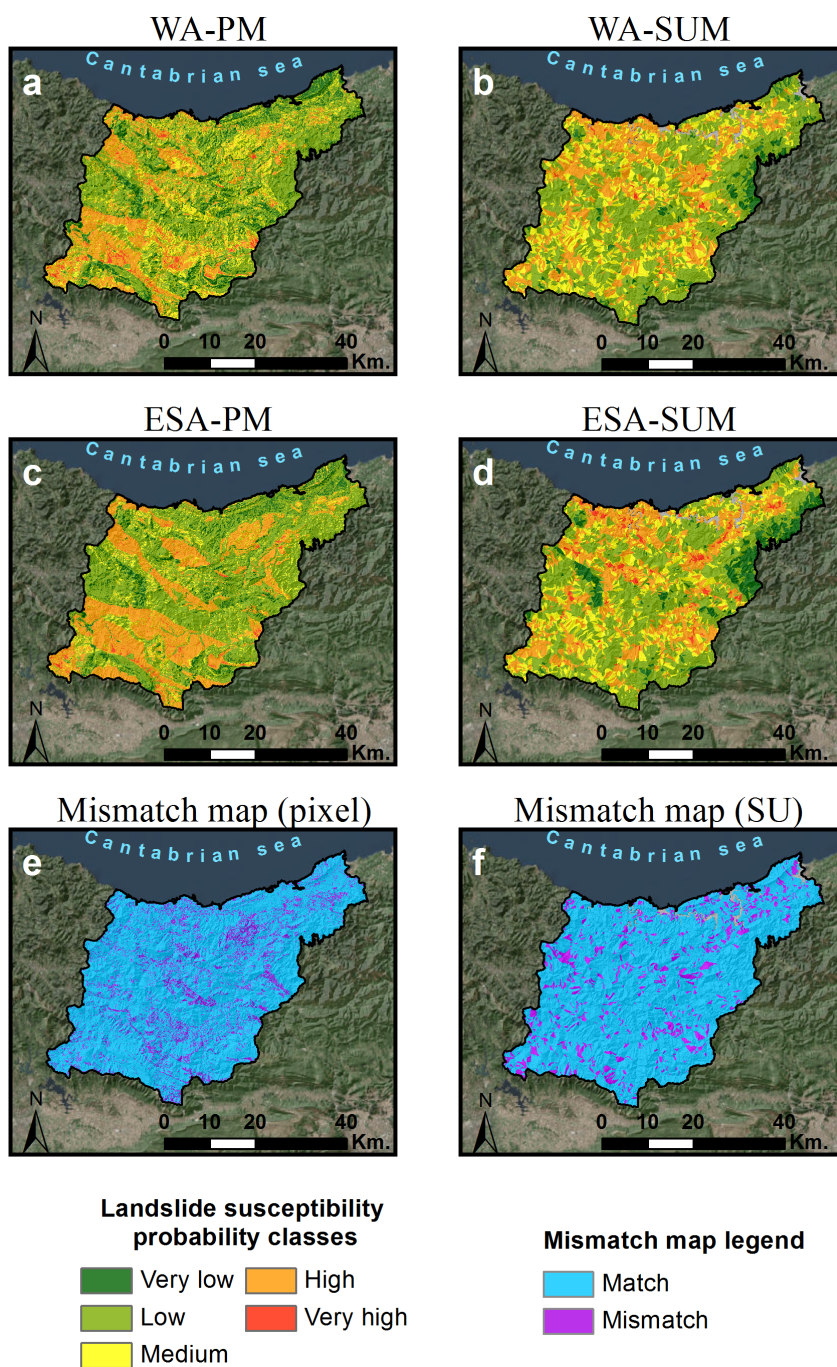 WA-PM
WA-SUM
a
Cantabrian sea
N
0 10 20 40
Km.
b
Cantabrian sea
N
0 10 20 40
Km.
ESA-PM
ESA-SUM
c
Cantabrian sea
N
0 10 20 40
Km.
d
Cantabrian sea
N
0 10 20 40
Km.
Mismatch map (pixel)
Mismatch map (SU)
e
Cantabrian sea
N
0 10 20 40
Km.
f
Cantabrian sea
N
0 10 20 40
Km.
Landslide susceptibility
probability classes
Very low
High
Low
Very high
Medium
Mismatch map legend
Match
Mismatch